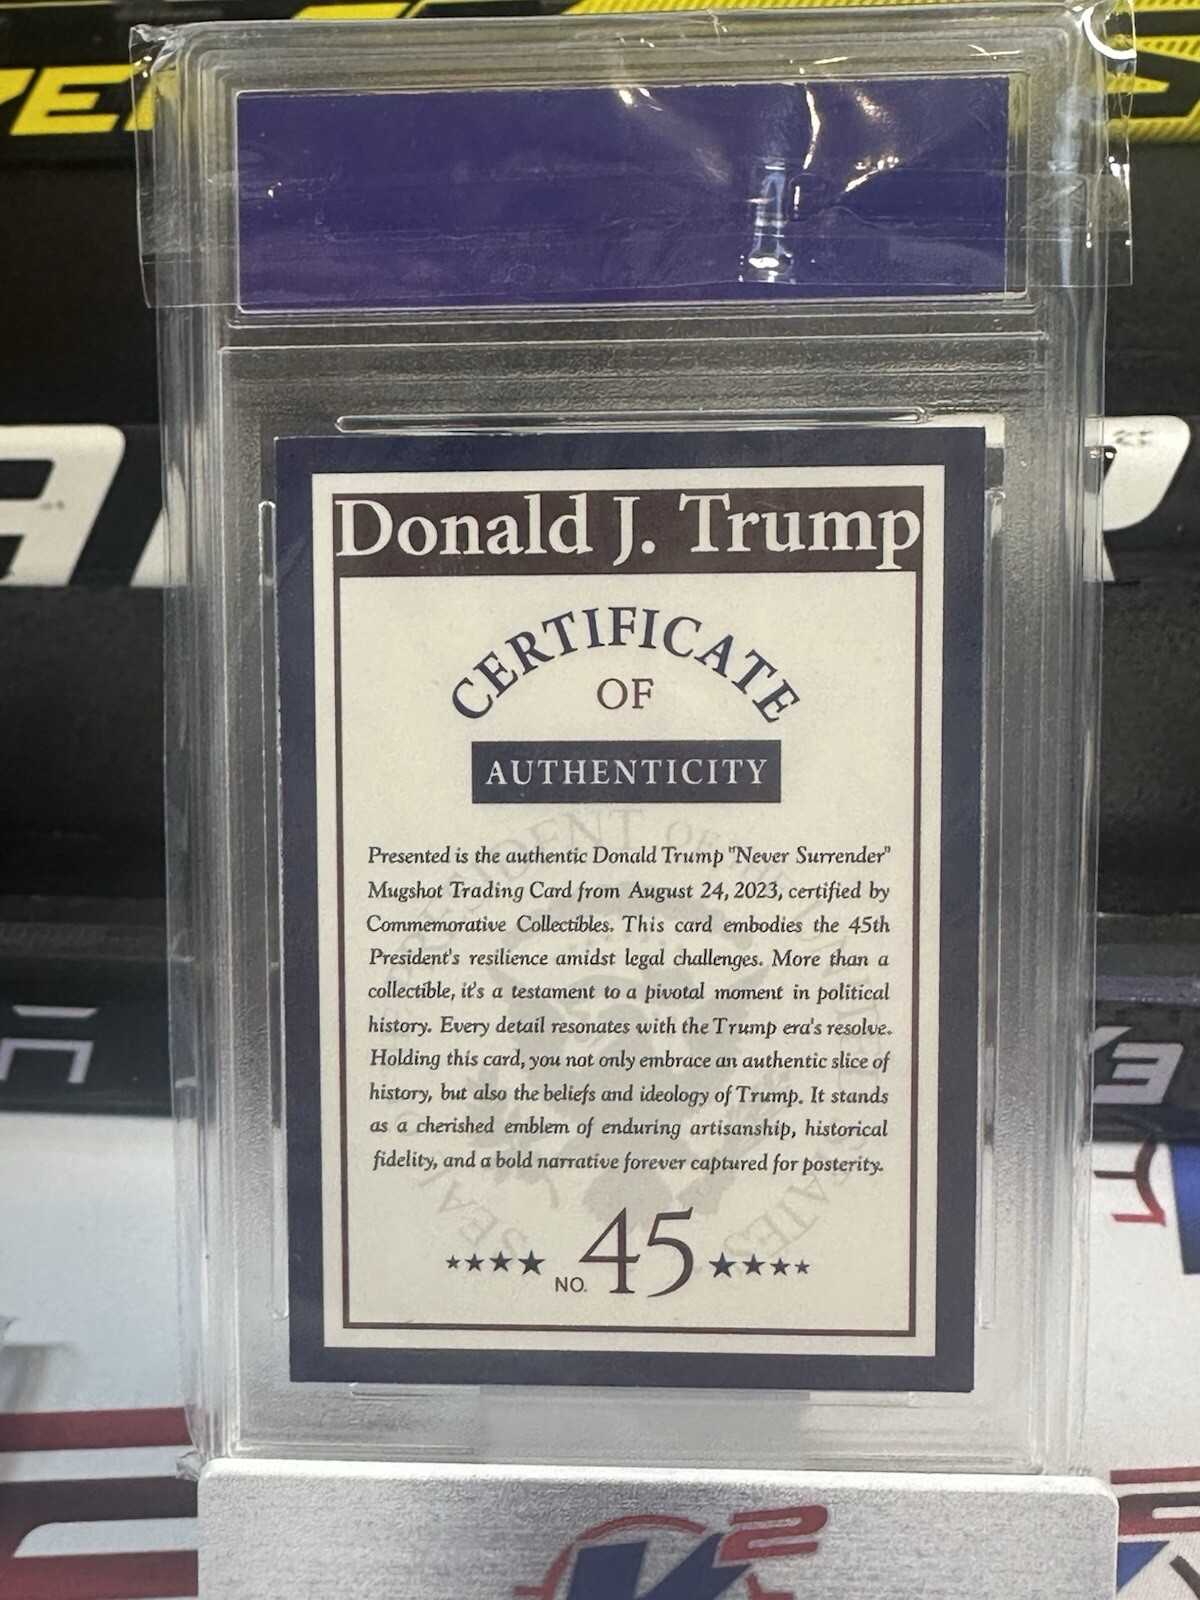 Donald J. Trump
CERTIFICATE
OF
AUTHENTICITY
Presented is the authentic Donald Trump "Never Surrender"
Mugshot Trading Card from August 24, 2023, certified by
Commemorative Collectibles. This card embodies the 45th
President's resilience amidst legal challenges. More than a
collectible, it's a testament to a pivotal moment in political
history. Every detail resonates with the Trump era's resolve.
Holding this card, you not only embrace an authentic slice of
history, but also the beliefs and ideology of Trump. It stands
as a cherished emblem of enduring artisanship, historical
fidelity, and a bold narrative forever captured for posterity.
NO. 45
K2